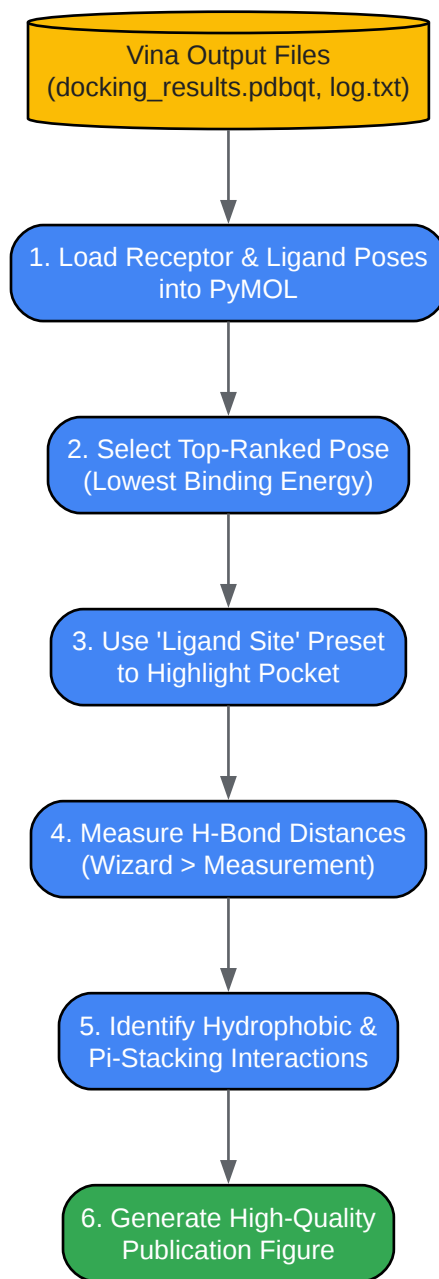 Vina Output Files
(docking_results.pdbqt, log.txt)
1. Load Receptor & Ligand Poses
into PyMOL
2. Select Top-Ranked Pose
(Lowest Binding Energy)
3. Use 'Ligand Site' Preset
to Highlight Pocket
4. Measure H-Bond Distances
(Wizard > Measurement)
5. Identify Hydrophobic &
Pi-Stacking Interactions
6. Generate High-Quality
Publication Figure